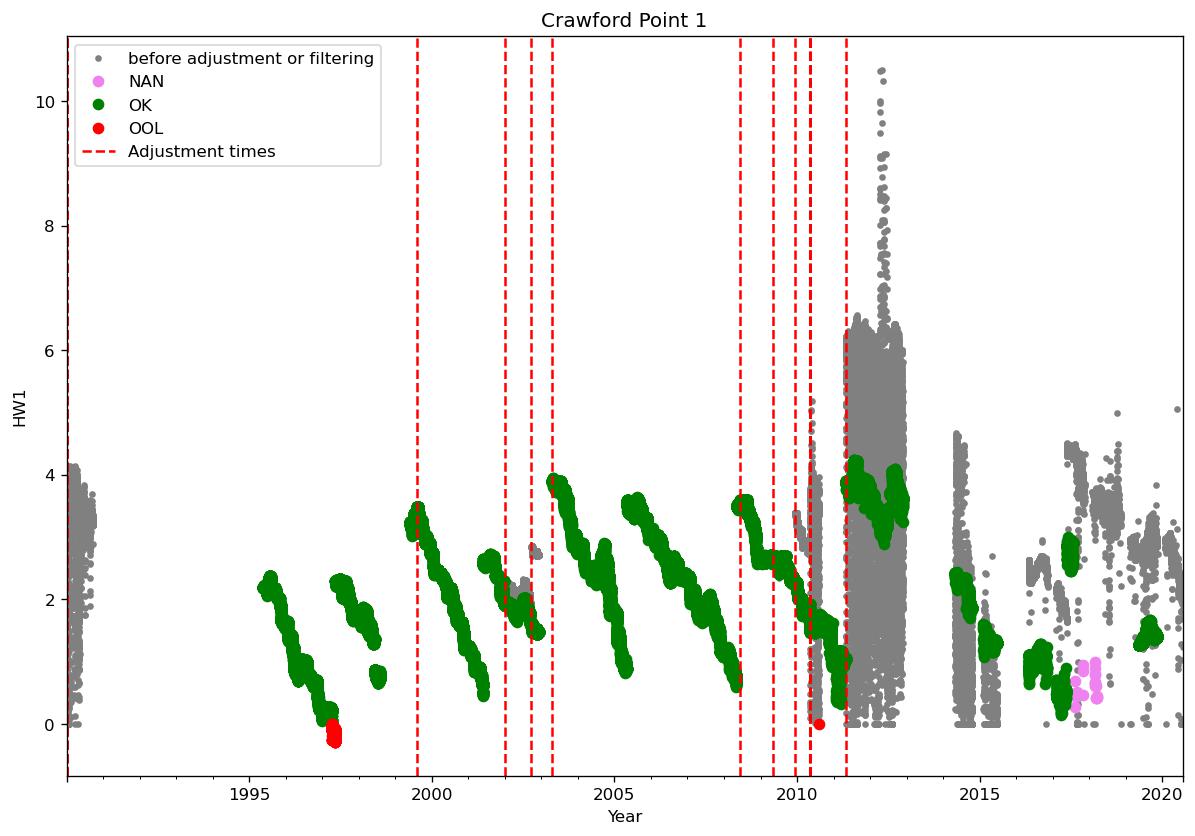 Crawford Point 1
before adjustment or filtering
NAN
OK
OOL
Adjustment times
10
8
6
4
2
0
HW1
1995 2000 2005 2010 2015 2020
Year